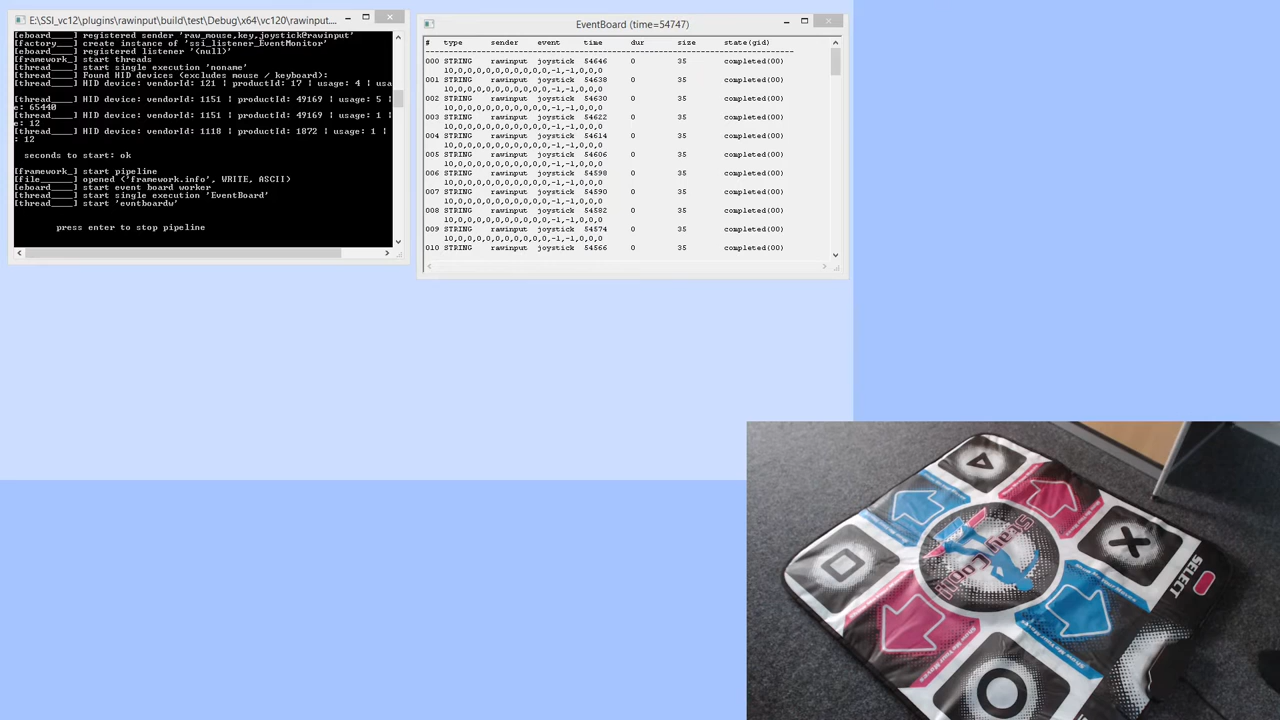 E:\SSI_vc12\plugins\rawinput\build\test\Debug\x64\vc120\rawinput....
[eboard____] registered sender 'raw_mouse,key,joystick@rawinput'
[factory___] create instance of 'ssi_listener_EventMonitor'
[eboard____] registered listener '(null)'
[framework_] start threads
[thread____] start single execution 'noname'
[thread____] Found HID devices (excludes mouse / keyboard):
[thread____] HID device: vendorId: 121 | productId: 17 | usage: 4 | usa
[thread____] HID device: vendorId: 1151 | productId: 49169 | usage: 5 |
e: 65440
[thread____] HID device: vendorId: 1151 | productId: 49169 | usage: 1 |
e: 12
[thread____] HID device: vendorId: 1118 | productId: 1872 | usage: 1 |
: 12
seconds to start: ok
[framework_] start pipeline
[file______] opened ('framework.info', WRITE, ASCII)
[eboard____] start event board worker
[thread____] start single execution 'EventBoard'
[thread____] start 'evntboardw'
press enter to stop pipeline
EventBoard (time=54747)
# type sender event time dur size state(gid)
000 STRING rawinput joystick 54646 0 35 completed(00)
10,0,0,0,0,0,0,0,0,0,0,-1,-1,0,0,0
001 STRING rawinput joystick 54638 0 35 completed(00)
10,0,0,0,0,0,0,0,0,0,0,-1,-1,0,0,0
002 STRING rawinput joystick 54630 0 35 completed(00)
10,0,0,0,0,0,0,0,0,0,0,-1,-1,0,0,0
003 STRING rawinput joystick 54622 0 35 completed(00)
10,0,0,0,0,0,0,0,0,0,0,-1,-1,0,0,0
004 STRING rawinput joystick 54614 0 35 completed(00)
10,0,0,0,0,0,0,0,0,0,0,-1,-1,0,0,0
005 STRING rawinput joystick 54606 0 35 completed(00)
10,0,0,0,0,0,0,0,0,0,0,-1,-1,0,0,0
006 STRING rawinput joystick 54598 0 35 completed(00)
10,0,0,0,0,0,0,0,0,0,0,-1,-1,0,0,0
007 STRING rawinput joystick 54590 0 35 completed(00)
10,0,0,0,0,0,0,0,0,0,0,-1,-1,0,0,0
008 STRING rawinput joystick 54582 0 35 completed(00)
10,0,0,0,0,0,0,0,0,0,0,-1,-1,0,0,0
009 STRING rawinput joystick 54574 0 35 completed(00)
10,0,0,0,0,0,0,0,0,0,0,-1,-1,0,0,0
010 STRING rawinput joystick 54566 0 35 completed(00)
Stay Cool!!
SELECT
Show Me Your Moves